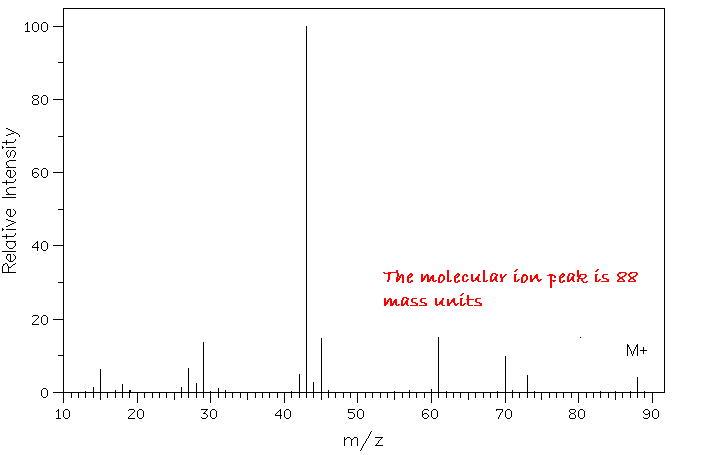 100
80
60
40
20
0
Relative Intensity
The molecular ion peak is 88
mass units
M+
10 20 30 40 50 60 70 80 90
m/z